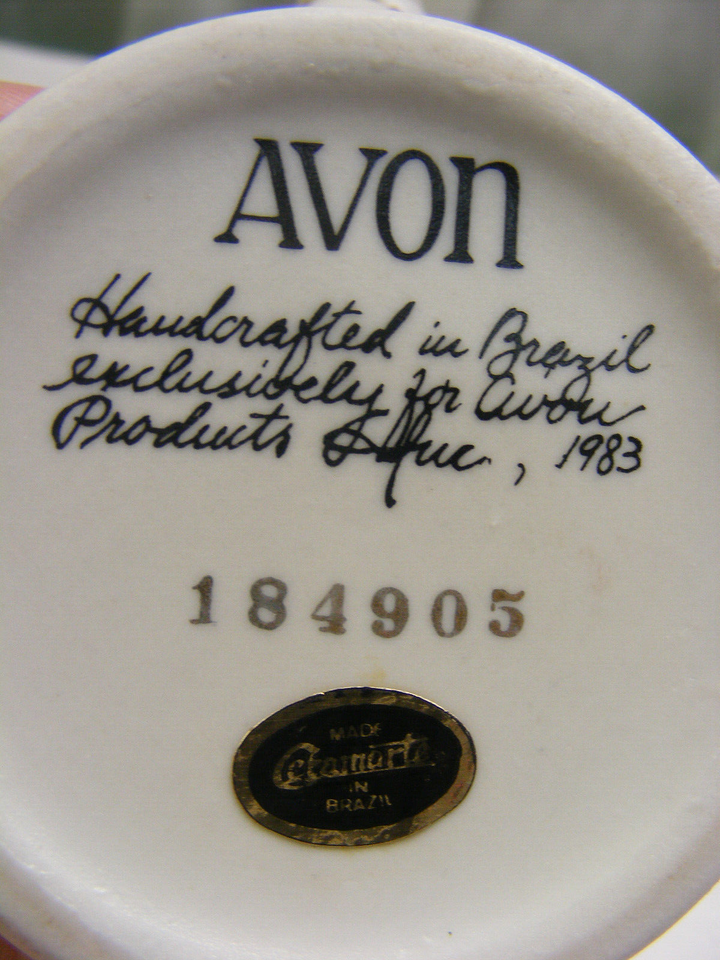 AVON
Handcrafted in Brazil
exclusively for Avon
Products Inc., 1983
184905
MADE
Ceramarte
IN
BRAZIL